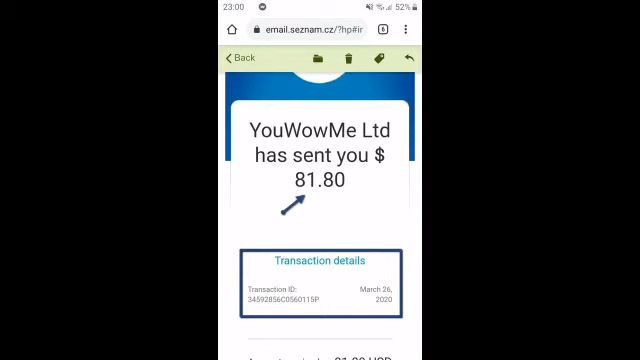 23:00
52%
email.seznam.cz/?hp#ir
6
Back
YouWowMe Ltd
has sent you $
81.80
Transaction details
Transaction ID: March 26,
34592856C0560115P 2020